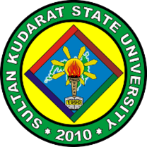 SULTAN KUDARAT STATE UNIVERSITY
• 2010 •